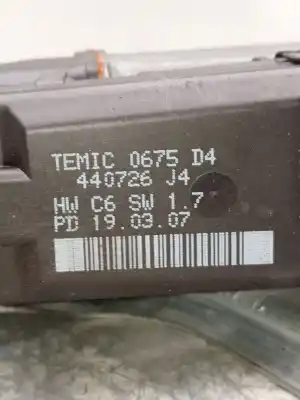 TEMIC 0675 D4
440726 J4
HW C6 SW 1.7
PD 19.03.07